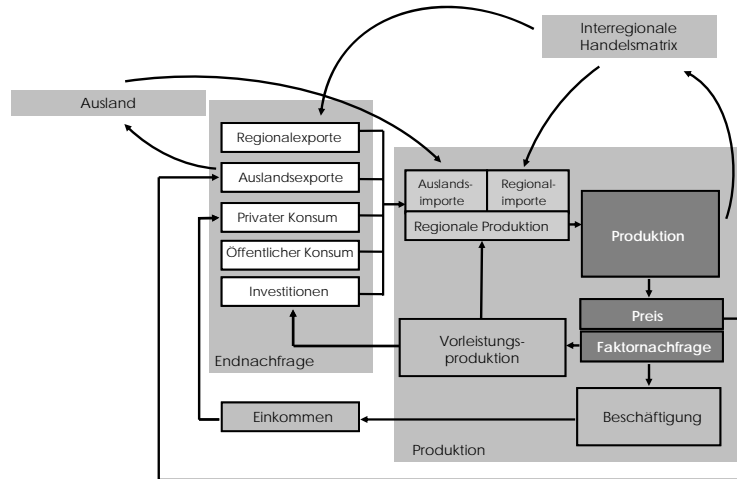 Interregionale
Handelsmatrix
Ausland
Regionalexporte
Auslandsexporte
Privater Konsum
Öffentlicher Konsum
Investitionen
Endnachfrage
Auslands-
importe
Regional-
importe
Regionale Produktion
Produktion
Preis
Faktornachfrage
Vorleistungs-
produktion
Beschäftigung
Einkommen
Produktion